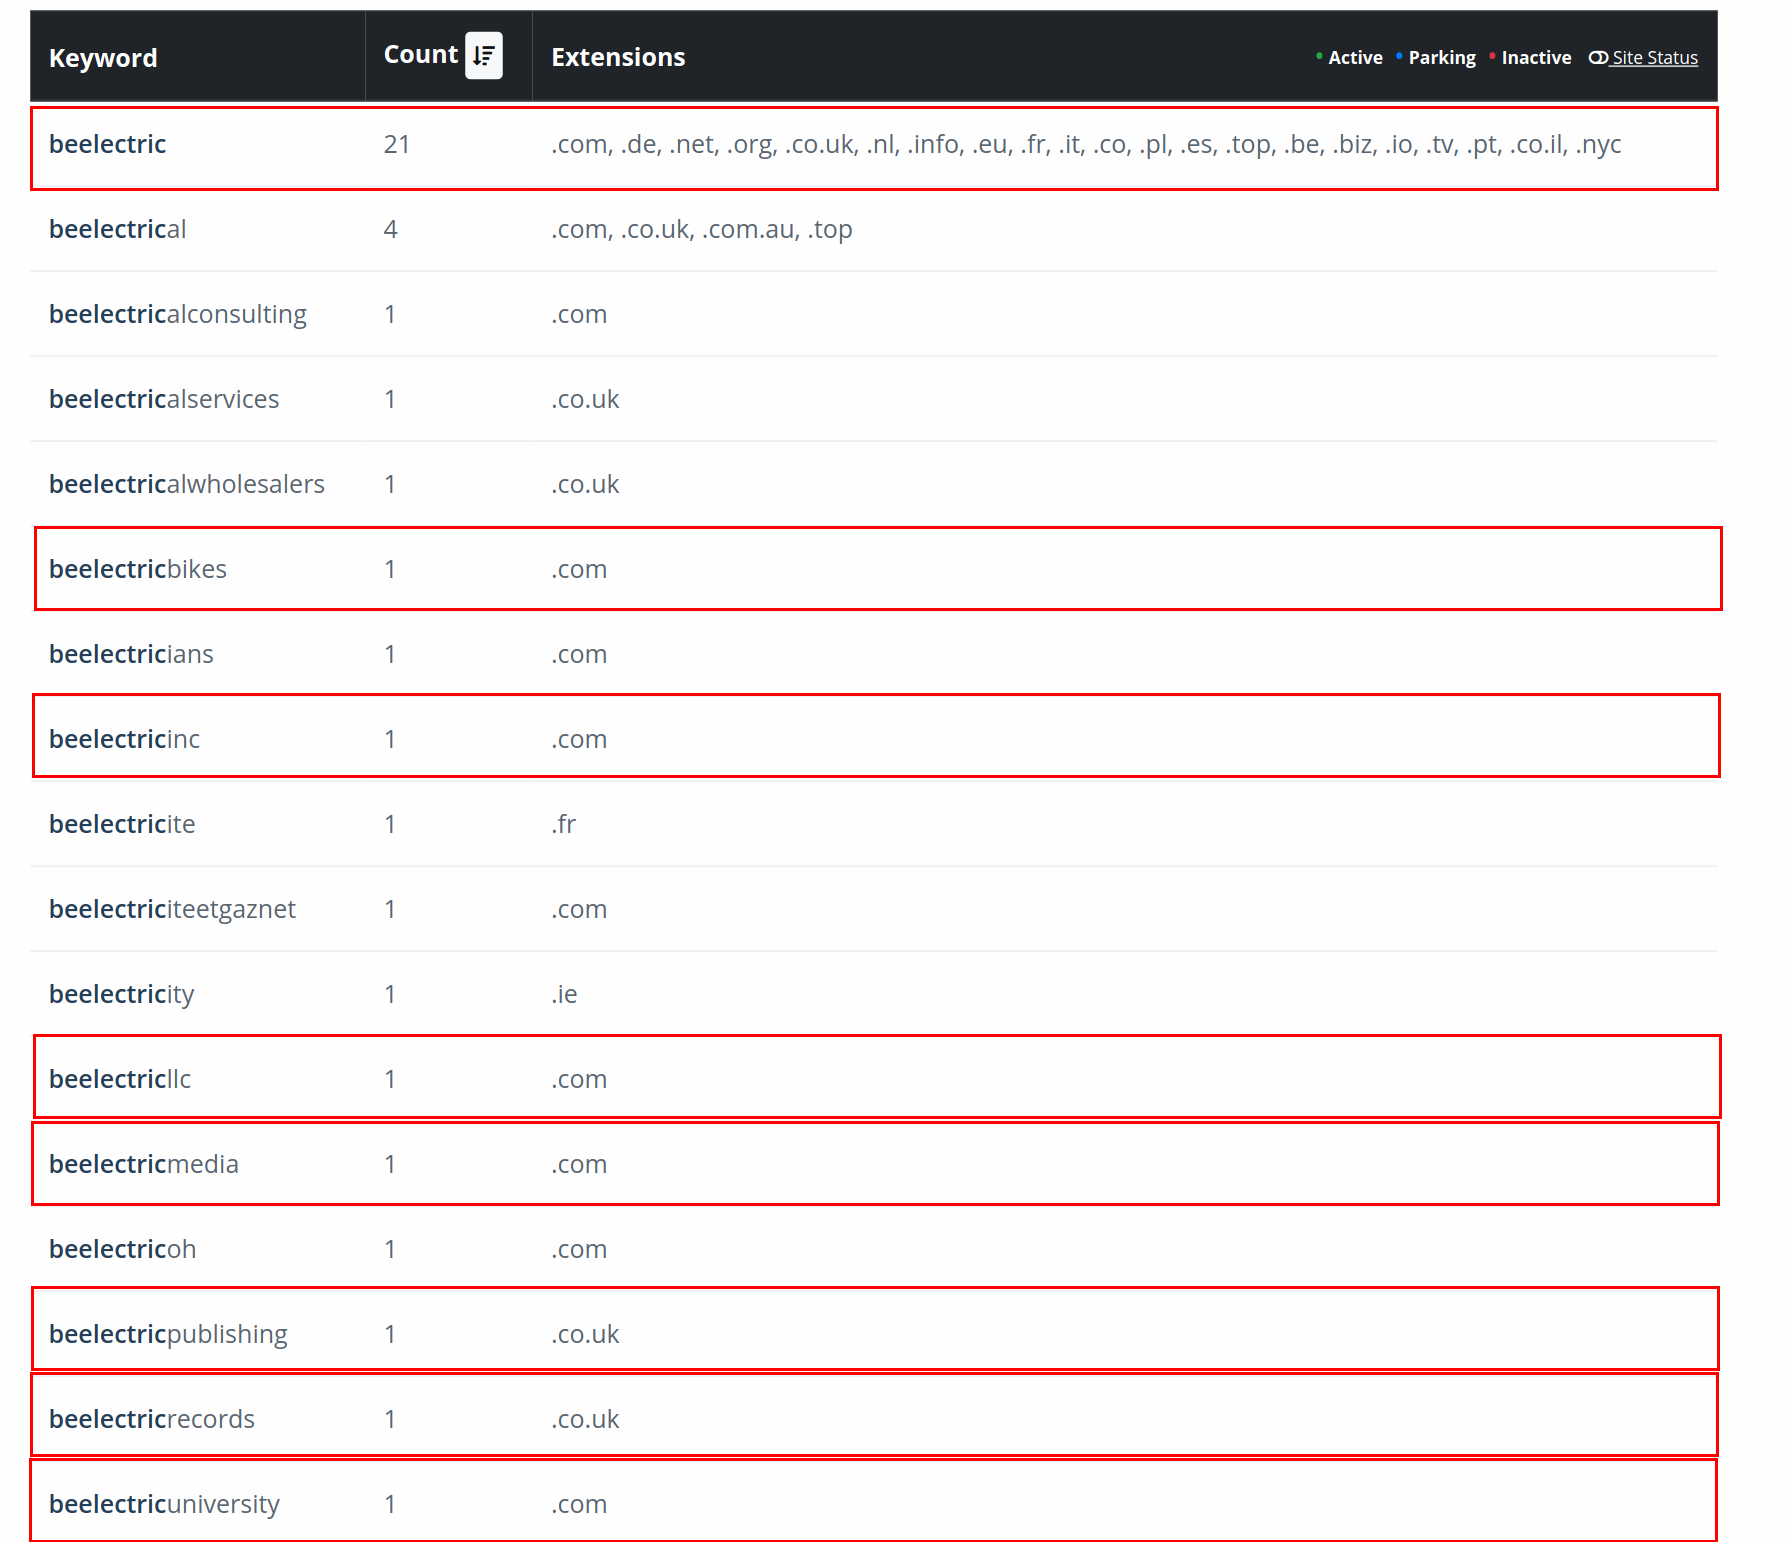 Keyword Count Extensions • Active • Parking • Inactive Site Status
beelectric 21 .com, .de, .net, .org, .co.uk, .nl, .info, .eu, .fr, .it, .co, .pl, .es, .top, .be, .biz, .io, .tv, .pt, .co.il, .nyc
beelectrical 4 .com, .co.uk, .com.au, .top
beelectricalconsulting 1 .com
beelectricalservices 1 .co.uk
beelectricalwholesalers 1 .co.uk
beelectricbikes 1 .com
beelectricians 1 .com
beelectricinc 1 .com
beelectricite 1 .fr
beelectriciteetgaznet 1 .com
beelectricity 1 .ie
beelectricllc 1 .com
beelectricmedia 1 .com
beelectricoh 1 .com
beelectricpublishing 1 .co.uk
beelectricrecords 1 .co.uk
beelectricuniversity 1 .com